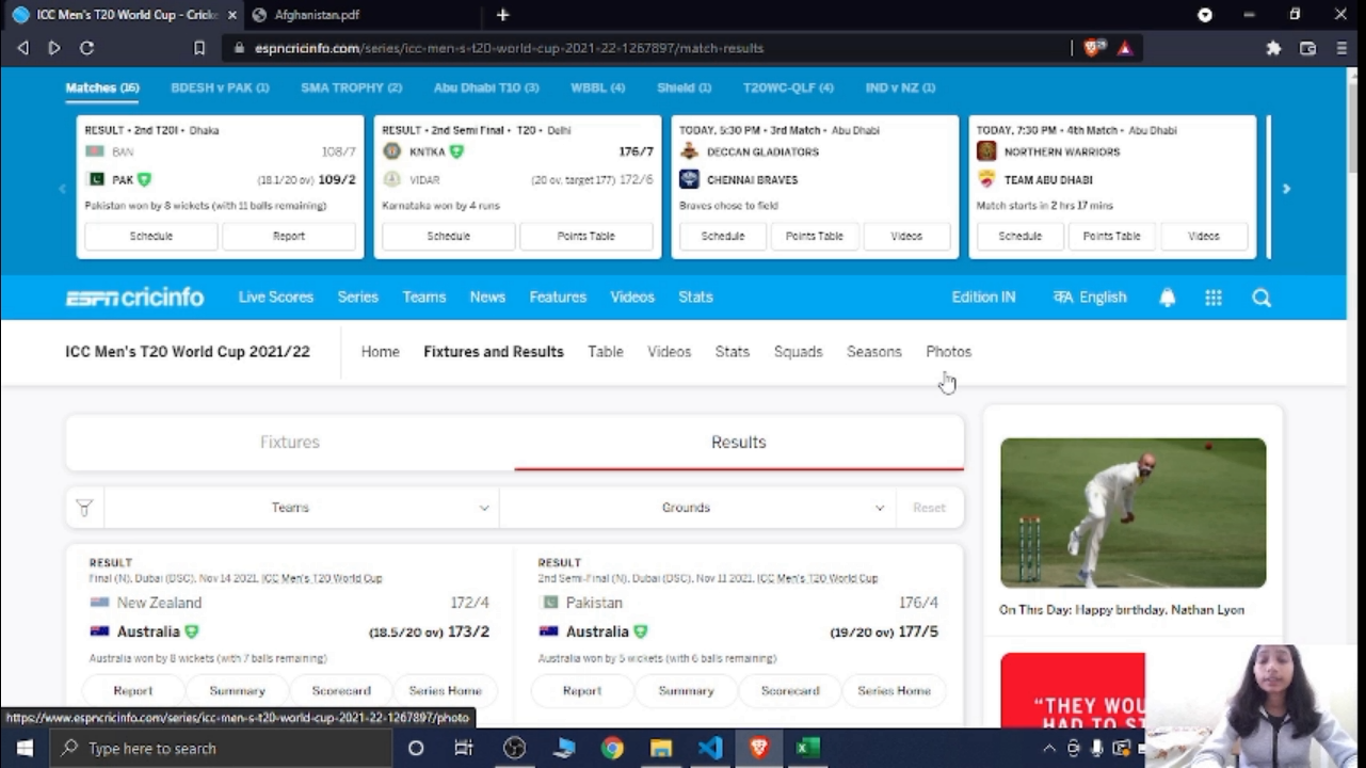 ICC Men's T20 World Cup - Cricke
Afghanistan.pdf
espncricinfo.com/series/icc-men-s-t20-world-cup-2021-22-1267897/match-results
Matches (16) BDESH v PAK (1) SMA TROPHY (2) Abu Dhabi T10 (3) WBBL (4) Shield (1) T20WC-QLF (4) IND v NZ (1)
RESULT • 2nd T20I • Dhaka
BAN 108/7
PAK (18.1/20 ov) 109/2
Pakistan won by 8 wickets (with 11 balls remaining)
Schedule Report
RESULT • 2nd Semi Final • T20 • Delhi
KNTKA 176/7
VIDAR (20 ov, target 177) 172/6
Karnataka won by 4 runs
Schedule Points Table
TODAY, 5:30 PM • 3rd Match • Abu Dhabi
DECCAN GLADIATORS
CHENNAI BRAVES
Braves chose to field
Schedule Points Table Videos
TODAY, 7:30 PM • 4th Match • Abu Dhabi
NORTHERN WARRIORS
TEAM ABU DHABI
Match starts in 2 hrs 17 mins
Schedule Points Table Videos
ESPN cricinfo Live Scores Series Teams News Features Videos Stats Edition IN English
ICC Men's T20 World Cup 2021/22 Home Fixtures and Results Table Videos Stats Squads Seasons Photos
Fixtures Results
Teams Grounds Reset
RESULT
Final (N), Dubai (DSC), Nov 14 2021, ICC Men's T20 World Cup
New Zealand 172/4
Australia (18.5/20 ov) 173/2
Australia won by 8 wickets (with 7 balls remaining)
Report Summary Scorecard Series Home
RESULT
2nd Semi-Final (N), Dubai (DSC), Nov 11 2021, ICC Men's T20 World Cup
Pakistan 176/4
Australia (19/20 ov) 177/5
Australia won by 5 wickets (with 6 balls remaining)
Report Summary Scorecard Series Home
On This Day: Happy birthday, Nathan Lyon
"THEY WOU
HAD TO ST
https://www.espncricinfo.com/series/icc-men-s-t20-world-cup-2021-22-1267897/photo
Type here to search